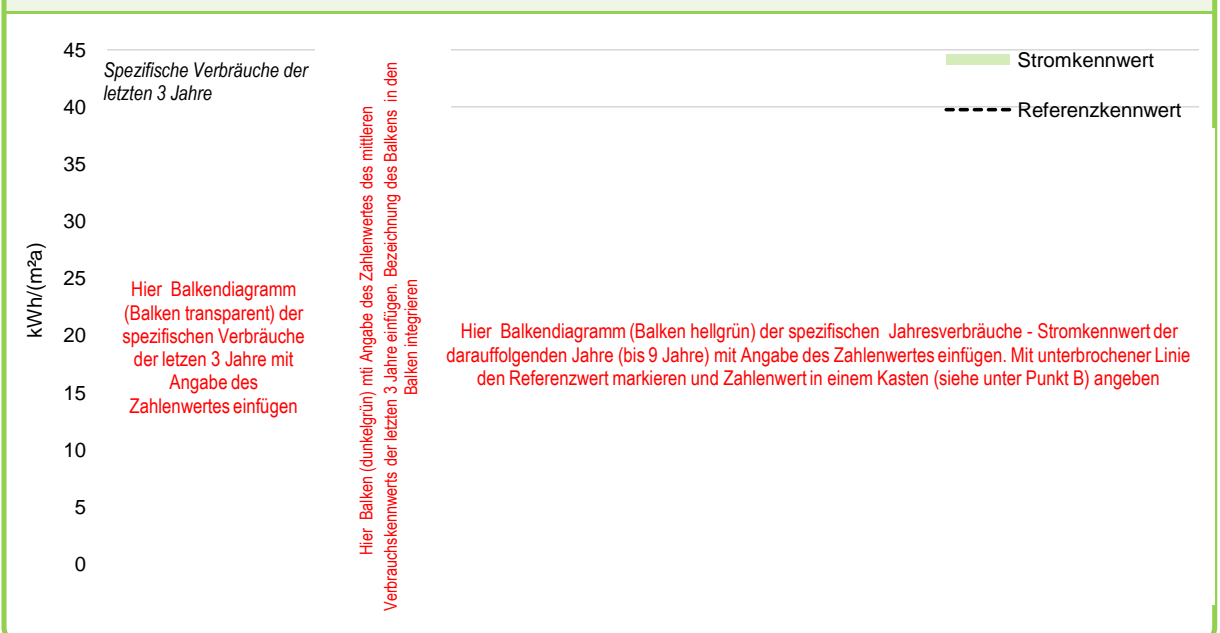 45
40
35
30
25
20
15
10
5
0
kWh/(m²a)
Spezifische Verbräuche der
letzten 3 Jahre
Hier Balkendiagramm
(Balken transparent) der
spezifischen Verbräuche
der letzen 3 Jahre mit
Angabe des
Zahlenwertes einfügen
Hier Balken (dunkelgrün) mti Angabe des Zahlenwertes des mittleren
Verbrauchskennwerts der letzten 3 Jahre einfügen. Bezeichnung des Balkens in den
Balken integrieren
Stromkennwert
Referenzkennwert
Hier Balkendiagramm (Balken hellgrün) der spezifischen Jahresverbräuche - Stromkennwert der
darauffolgenden Jahre (bis 9 Jahre) mit Angabe des Zahlenwertes einfügen. Mit unterbrochener Linie
den Referenzwert markieren und Zahlenwert in einem Kasten (siehe unter Punkt B) angeben